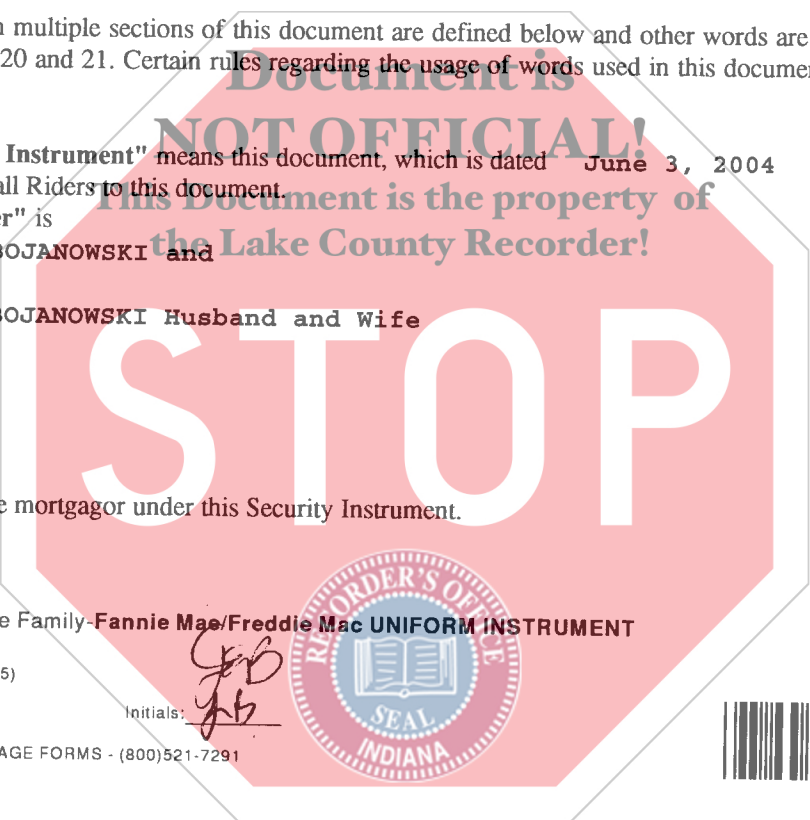 multiple sections of this document are defined below and other words are
20 and 21. Certain rules regarding the usage of words used in this docume
Document is
NOT OFFICIAL!
Instrument" means this document, which is dated June 3, 2004
all Riders to this document.
This Document is the property of
r" is
the Lake County Recorder!
BOJANOWSKI and
BOJANOWSKI Husband and Wife
STOP
e mortgagor under this Security Instrument.
RECORDER'S OFFICE
e Family-Fannie Mae/Freddie Mac UNIFORM INSTRUMENT
5)
Initials:
SEAL
INDIANA
AGE FORMS - (800)521-7291